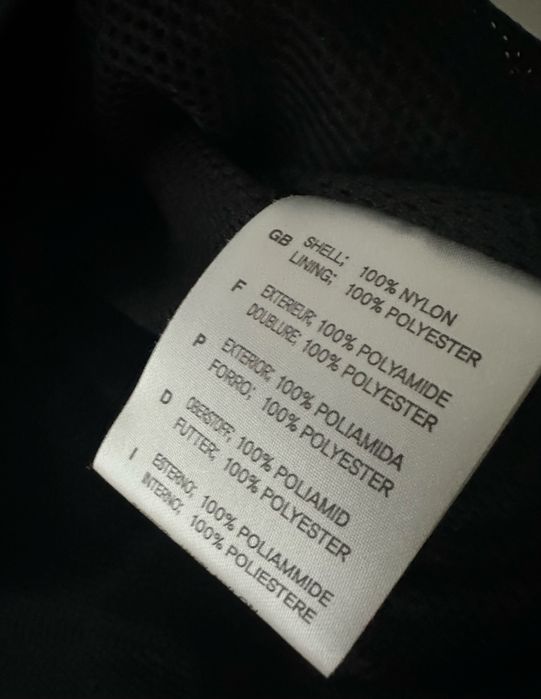 GB SHELL; 100% NYLON
LINING; 100% POLYESTER
F EXTERIEUR; 100% POLYAMIDE
DOUBLURE; 100% POLYESTER
P EXTERIOR; 100% POLIAMIDA
FORRO; 100% POLYESTER
D OBERSTOFF; 100% POLIAMID
FUTTER; 100% POLYESTER
I ESTERNO; 100% POLIAMMIDE
INTERNO; 100% POLIESTERE